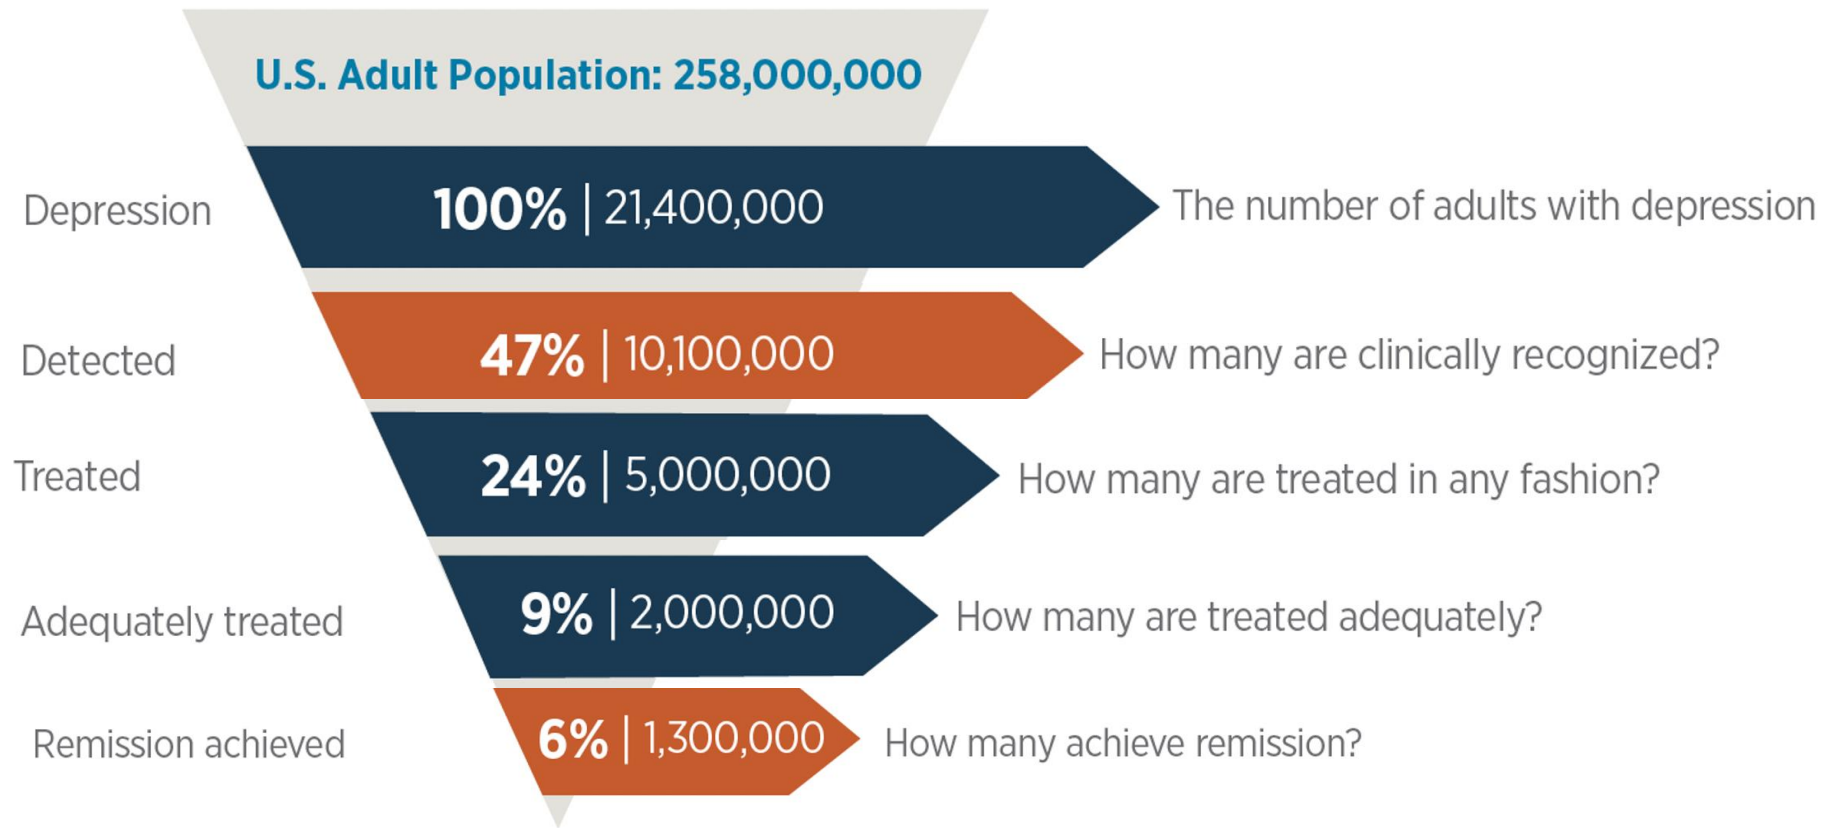 U.S. Adult Population: 258,000,000
Depression
100% | 21,400,000
The number of adults with depression
Detected
47% | 10,100,000
How many are clinically recognized?
Treated
24% | 5,000,000
How many are treated in any fashion?
Adequately treated
9% | 2,000,000
How many are treated adequately?
Remission achieved
6% | 1,300,000
How many achieve remission?